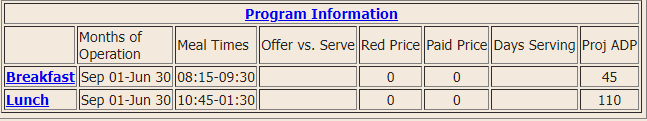 Program Information
Months of Operation Meal Times Offer vs. Serve Red Price Paid Price Days Serving Proj ADP
Breakfast Sep 01-Jun 30 08:15-09:30 0 0 45
Lunch Sep 01-Jun 30 10:45-01:30 0 0 110